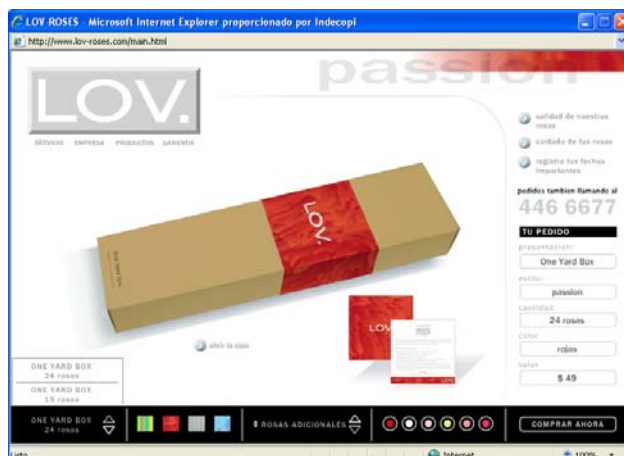 LOV-ROSES - Microsoft Internet Explorer proporcionado por Indecopi
http://www.lov-roses.com/main.html
passion
LOV.
SERVICIO EMPRESA PRODUCTOS GARANTIA
calidad de nuestras
rosas
cuidado de tus rosas
registra tus fechas
importantes
pedidos tambien llamando al
446 6677
TU PEDIDO
presentacion:
One Yard Box
estilo:
passion
cantidad:
24 rosas
color
rojas
valor
$ 49
LOV.
One Yard Box
LOV.
abrir la caja
ONE YARD BOX
24 rosas
ONE YARD BOX
15 rosas
ONE YARD BOX
24 rosas
0 ROSAS ADICIONALES
COMPRAR AHORA
Listo
Internet
100%